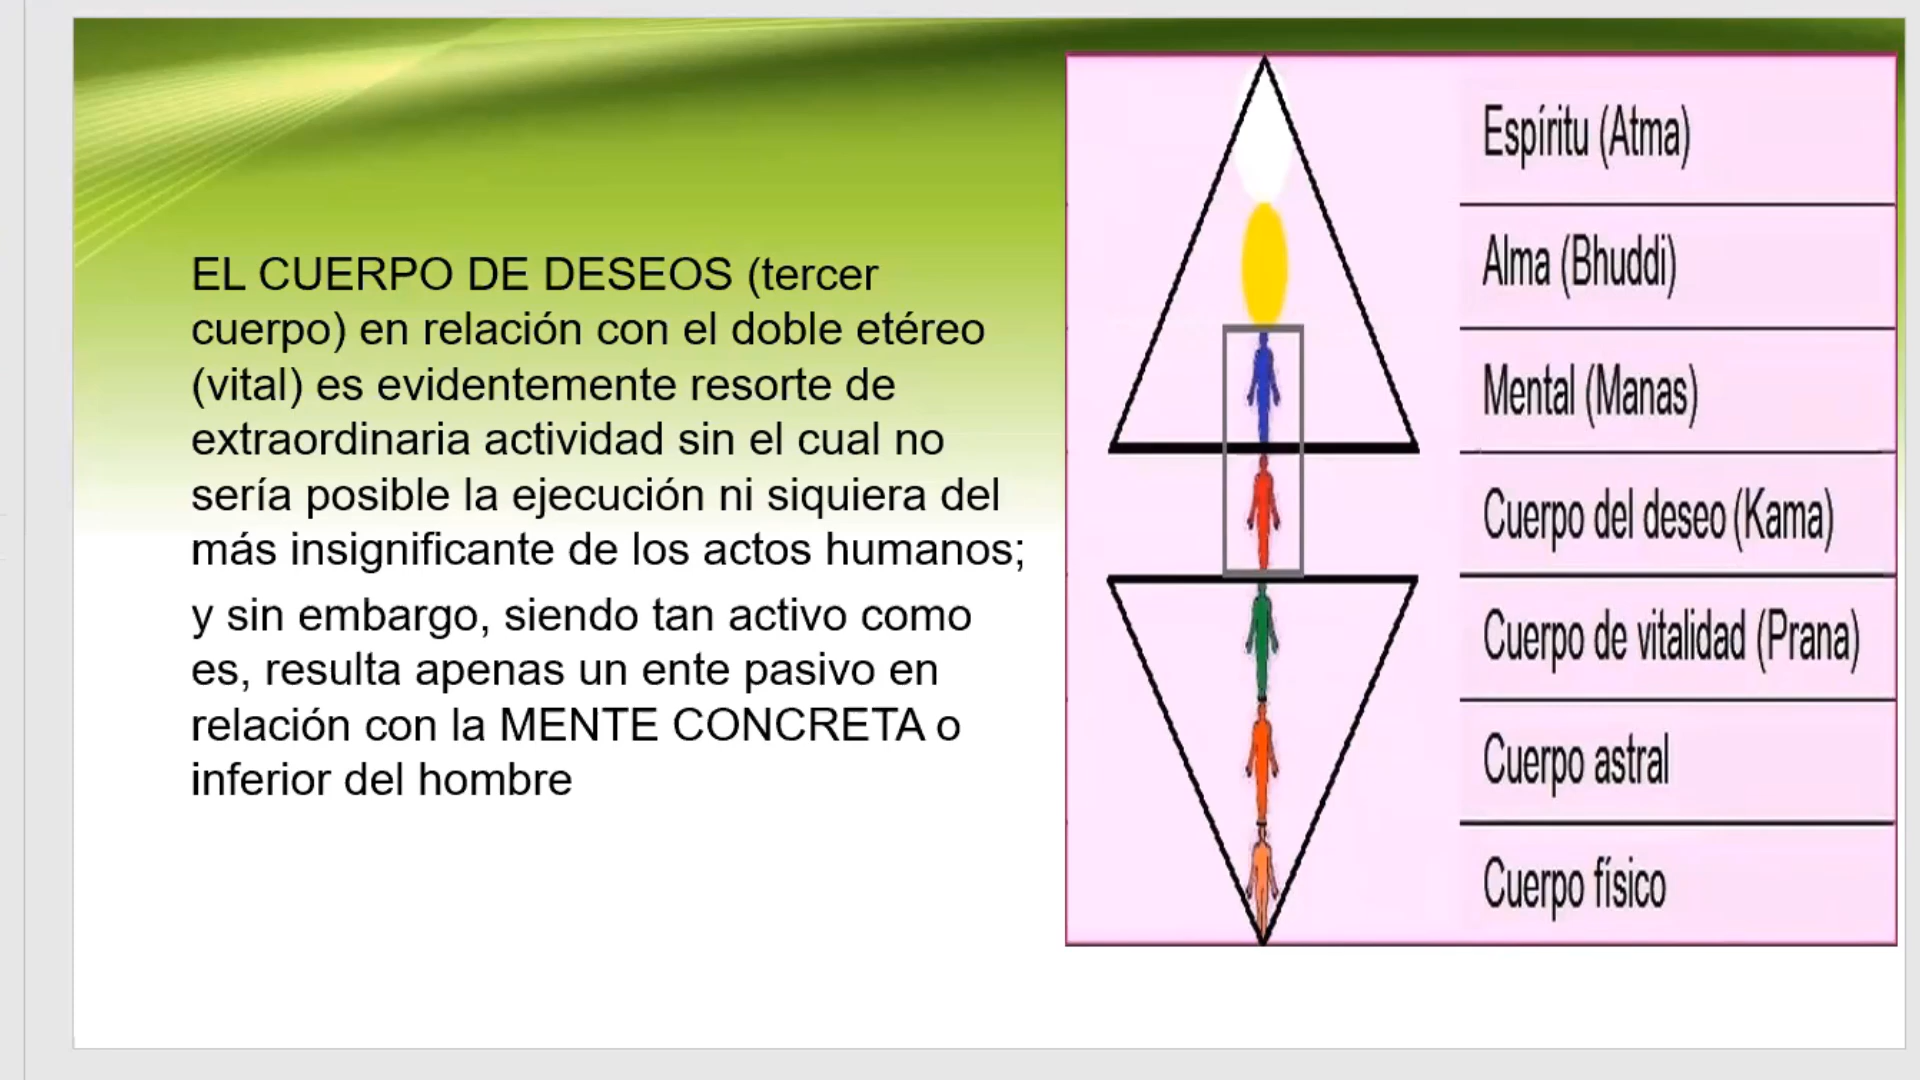 EL CUERPO DE DESEOS (tercer
cuerpo) en relación con el doble etéreo
(vital) es evidentemente resorte de
extraordinaria actividad sin el cual no
sería posible la ejecución ni siquiera del
más insignificante de los actos humanos;
y sin embargo, siendo tan activo como
es, resulta apenas un ente pasivo en
relación con la MENTE CONCRETA o
inferior del hombre
Espíritu (Atma)
Alma (Bhuddi)
Mental (Manas)
Cuerpo del deseo (Kama)
Cuerpo de vitalidad (Prana)
Cuerpo astral
Cuerpo físico